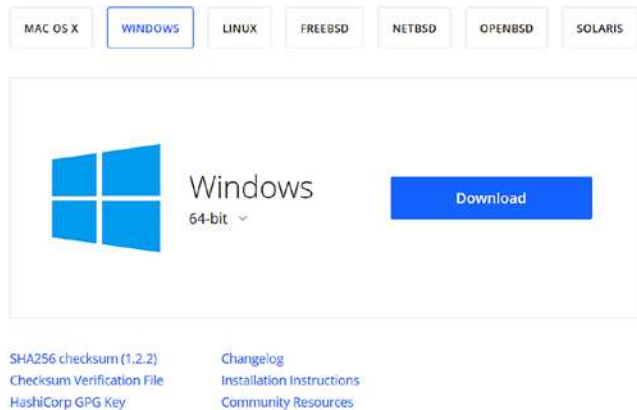 MAC OS X WINDOWS LINUX FREEBSD NETBSD OPENBSD SOLARIS
Windows
64-bit
Download
SHA256 checksum (1.2.2) Changelog
Checksum Verification File Installation Instructions
HashiCorp GPG Key Community Resources